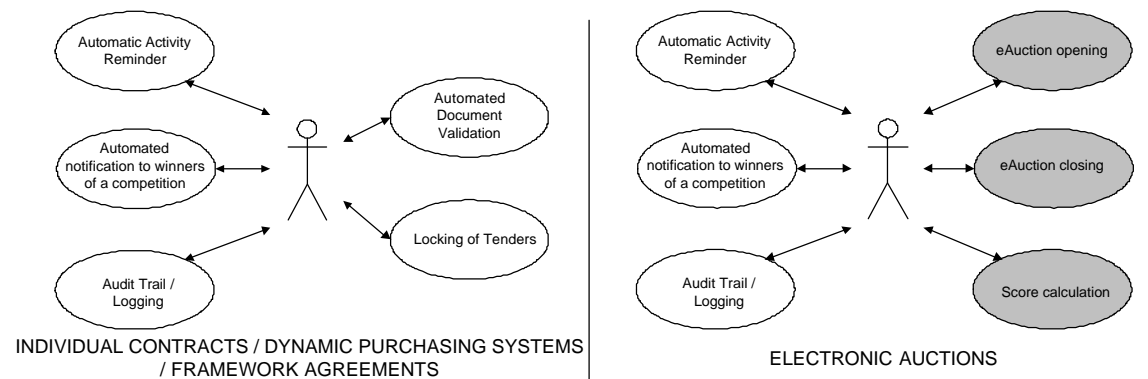 Automatic Activity
Reminder
Automated
Document
Validation
Automated
notification to winners
of a competition
Locking of Tenders
Audit Trail /
Logging
INDIVIDUAL CONTRACTS / DYNAMIC PURCHASING SYSTEMS
/ FRAMEWORK AGREEMENTS
Automatic Activity
Reminder
eAuction opening
Automated
notification to winners
of a competition
eAuction closing
Audit Trail /
Logging
Score calculation
ELECTRONIC AUCTIONS